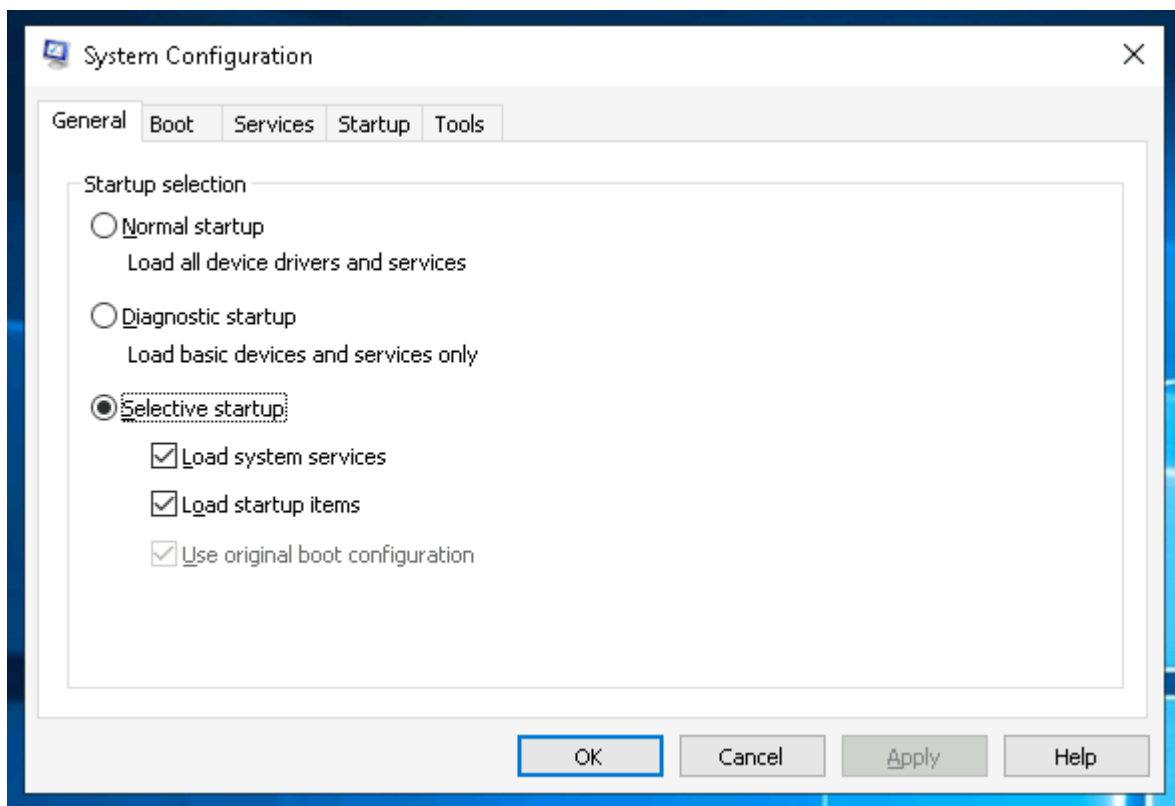 System Configuration
General Boot Services Startup Tools
Startup selection
Normal startup
Load all device drivers and services
Diagnostic startup
Load basic devices and services only
Selective startup
Load system services
Load startup items
Use original boot configuration
OK Cancel Apply Help